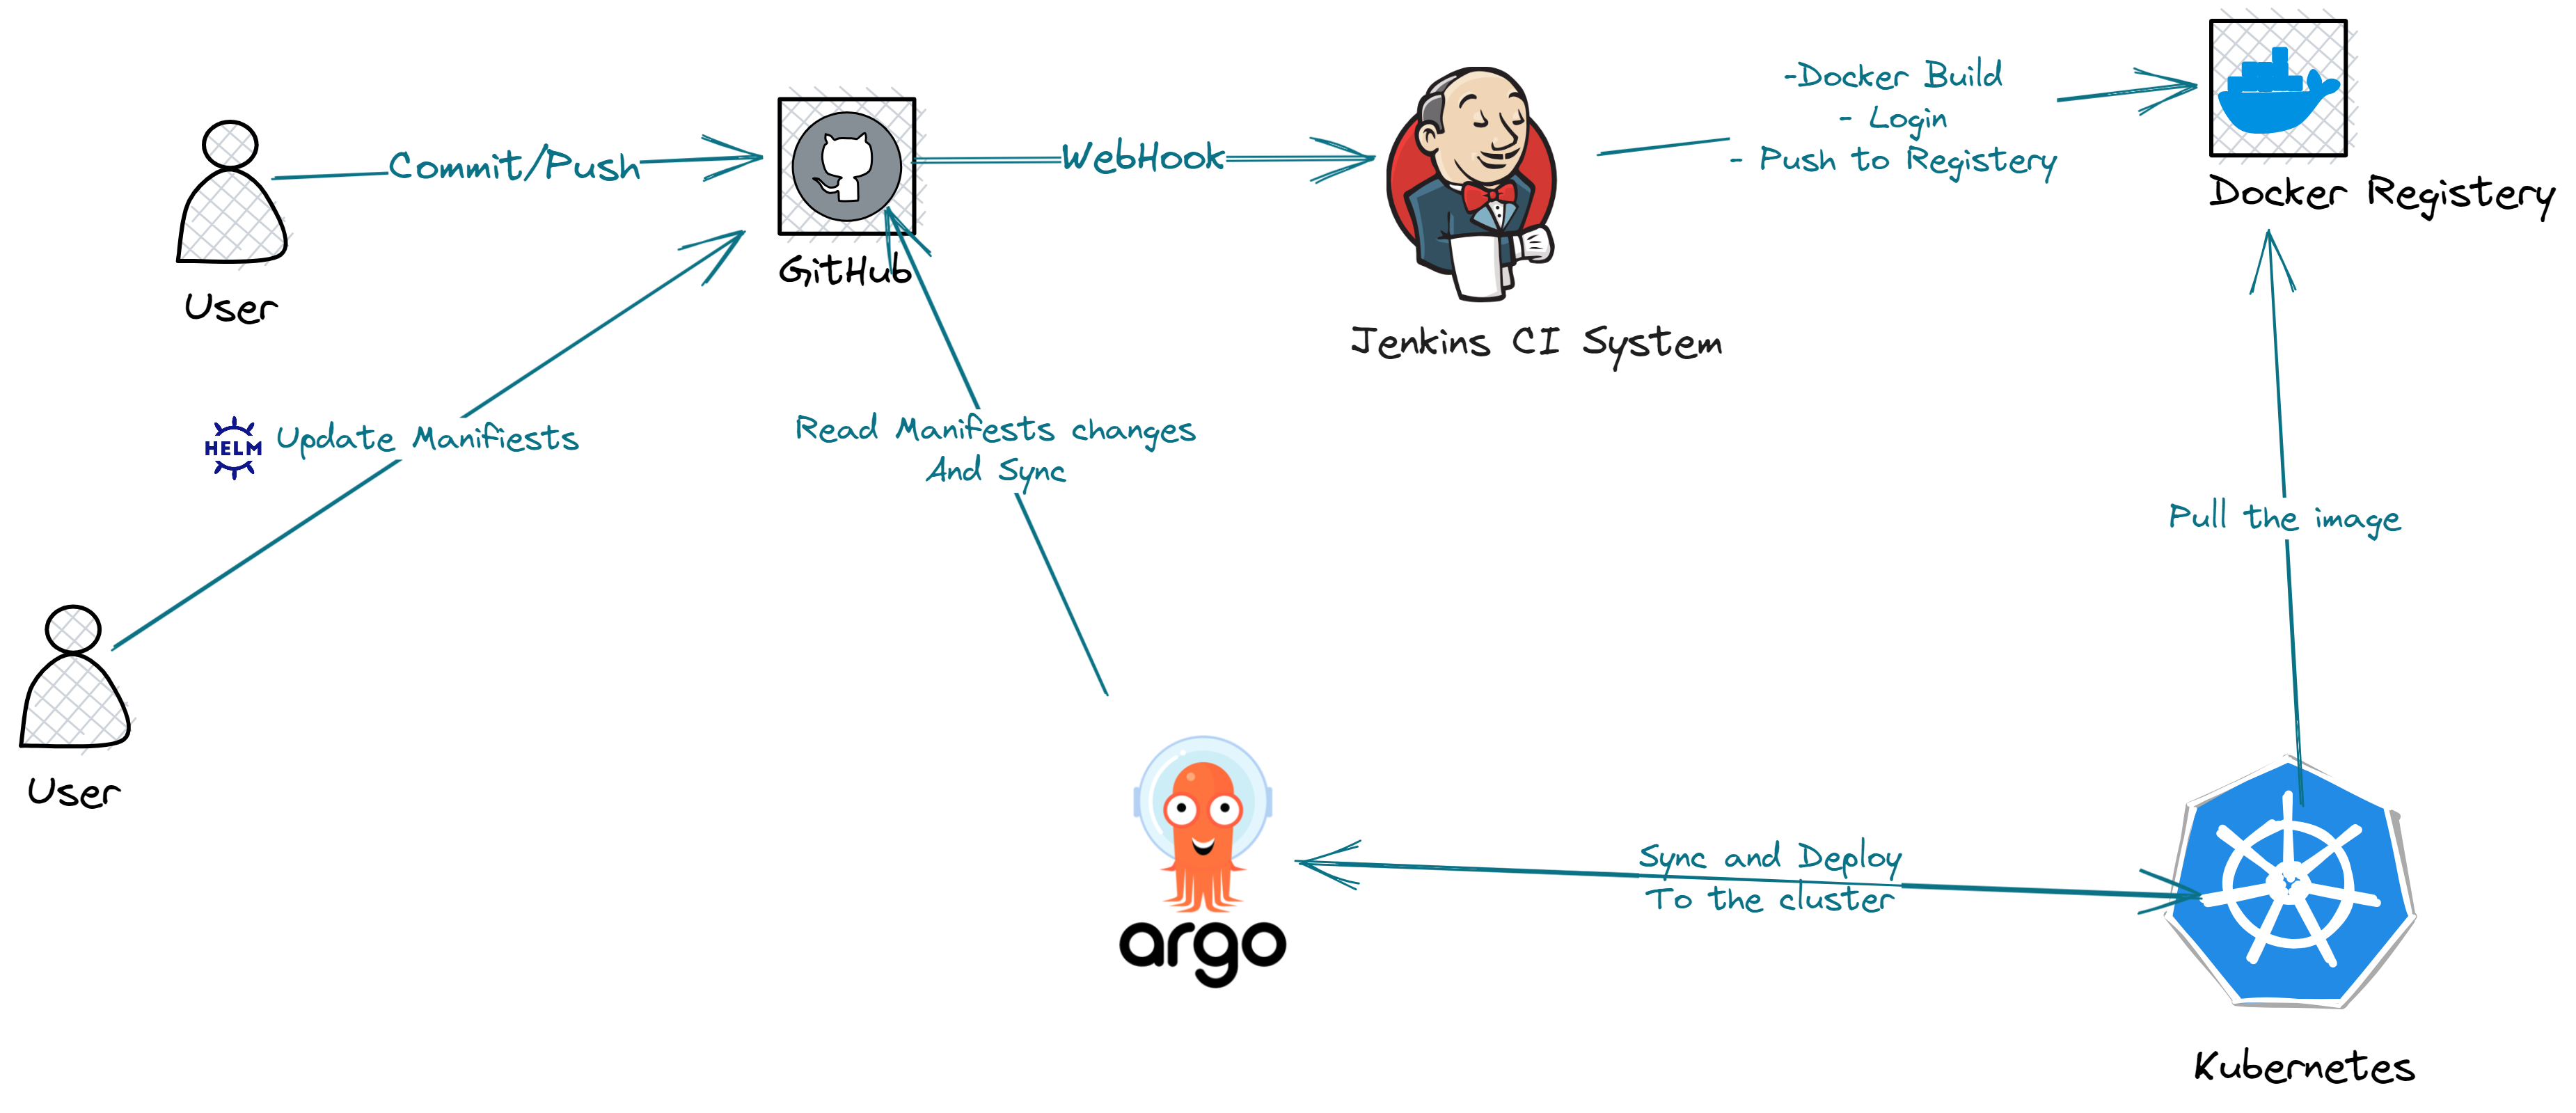 User
Commit/Push
GitHub
WebHook
Jenkins CI System
-Docker Build
- Login
- Push to Registery
Docker Registery
HELM
Update Manifiests
User
Read Manifests changes
And Sync
argo
Sync and Deploy
To the cluster
Pull the image
Kubernetes